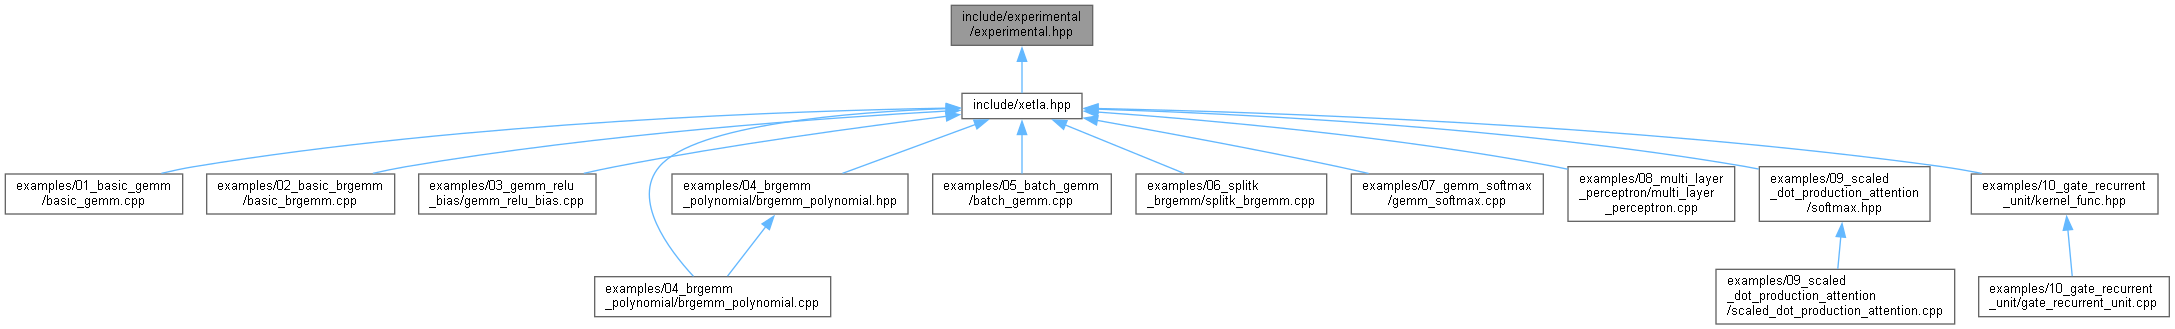 include/experimental
/experimental.hpp
include/xetla.hpp
examples/01_basic_gemm
/basic_gemm.cpp
examples/02_basic_brgemm
/basic_brgemm.cpp
examples/03_gemm_relu
_bias/gemm_relu_bias.cpp
examples/04_brgemm
_polynomial/brgemm_polynomial.hpp
examples/05_batch_gemm
/batch_gemm.cpp
examples/06_splitk
_brgemm/splitk_brgemm.cpp
examples/07_gemm_softmax
/gemm_softmax.cpp
examples/08_multi_layer
_perceptron/multi_layer
_perceptron.cpp
examples/09_scaled
_dot_production_attention
/softmax.hpp
examples/10_gate_recurrent
_unit/kernel_func.hpp
examples/04_brgemm
_polynomial/brgemm_polynomial.cpp
examples/09_scaled
_dot_production_attention
/scaled_dot_production_attention.cpp
examples/10_gate_recurrent
_unit/gate_recurrent_unit.cpp